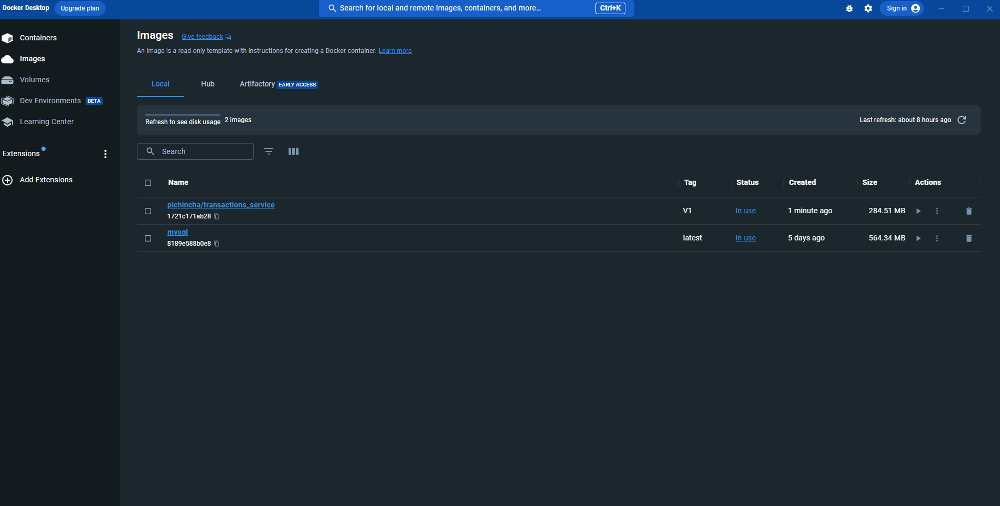 Docker Desktop Upgrade plan Search for local and remote images, containers, and more... Ctrl+K Sign in
Containers
Images
Volumes
Dev Environments BETA
Learning Center
Extensions
Add Extensions
Images Give feedback
An image is a read-only template with instructions for creating a Docker container. Learn more
Local Hub Artifactory EARLY ACCESS
Refresh to see disk usage 2 images Last refresh: about 8 hours ago
Search
Name Tag Status Created Size Actions
pichincha/transactions_service
1721c171ab28
V1 In use 1 minute ago 284.51 MB
mysql
8189e588b0e8
latest In use 5 days ago 564.34 MB